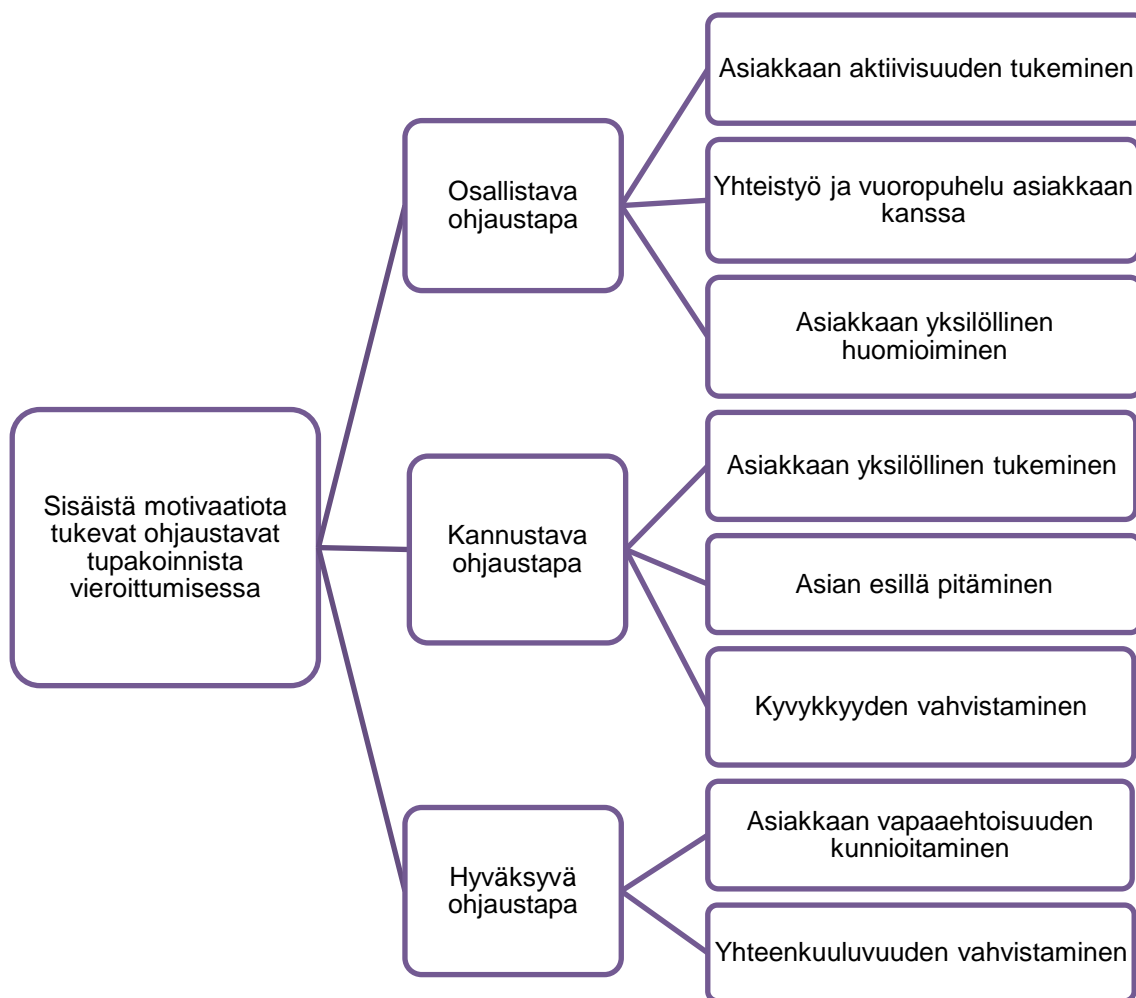 Sisäistä motivaatiota
tukevat ohjaustavat
tupakoinnista
vieroittumisessa
Osallistava
ohjaustapa
Asiakkaan aktiivisuuden tukeminen
Yhteistyö ja vuoropuhelu asiakkaan
kanssa
Asiakkaan yksilöllinen
huomioiminen
Kannustava
ohjaustapa
Asiakkaan yksilöllinen tukeminen
Asian esillä pitäminen
Kyvykkyyden vahvistaminen
Hyväksyvä
ohjaustapa
Asiakkaan vapaaehtoisuuden
kunnioitaminen
Yhteenkuuluvuuden vahvistaminen